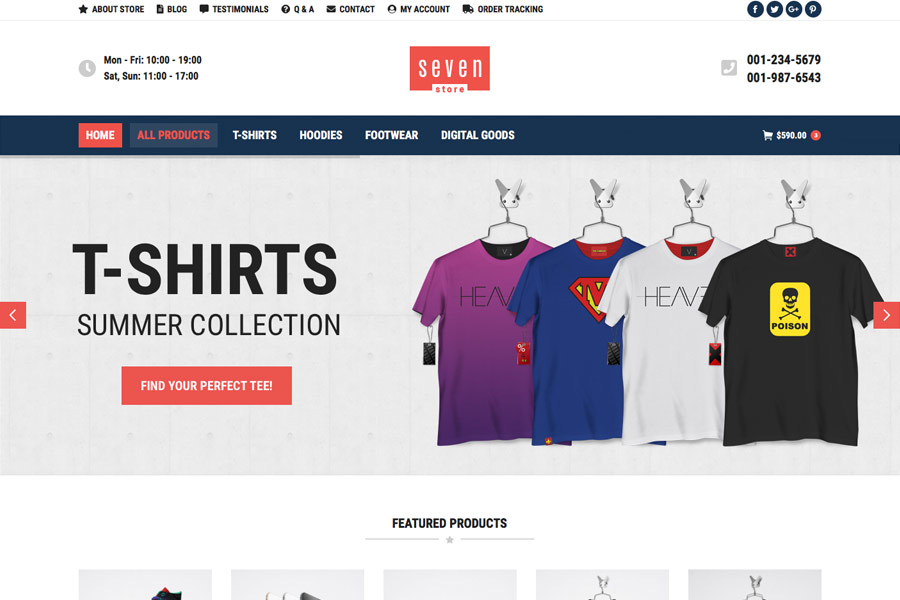 ABOUT STORE BLOG TESTIMONIALS Q & A CONTACT MY ACCOUNT ORDER TRACKING
Mon - Fri: 10:00 - 19:00
Sat, Sun: 11:00 - 17:00
seven
store
001-234-5679
001-987-6543
HOME ALL PRODUCTS T-SHIRTS HOODIES FOOTWEAR DIGITAL GOODS $590.00 3
T-SHIRTS
SUMMER COLLECTION
FIND YOUR PERFECT TEE!
HEAV
HEAVE
POISON
FEATURED PRODUCTS